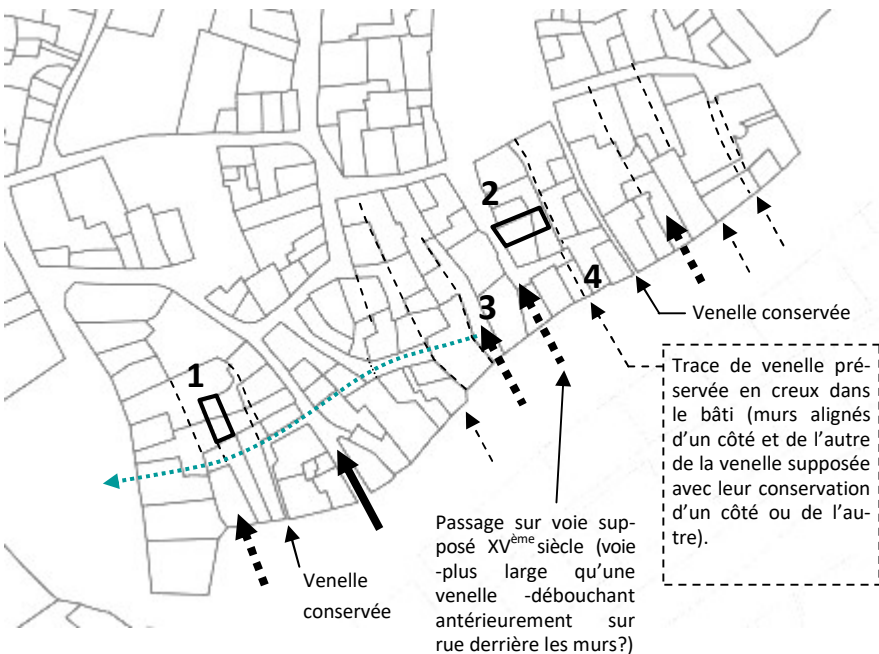 2
1
3
4
Venelle conservée
Trace de venelle pré-
servée en creux dans
le bâti (murs alignés
d’un côté et de l’autre
de la venelle supposée
avec leur conservation
d’un côté ou de l’au-
tre).
Passage sur voie sup-
posé XVème siècle (voie
-plus large qu’une
venelle -débouchant
antérieurement sur
rue derrière les murs?)
Venelle
conservée